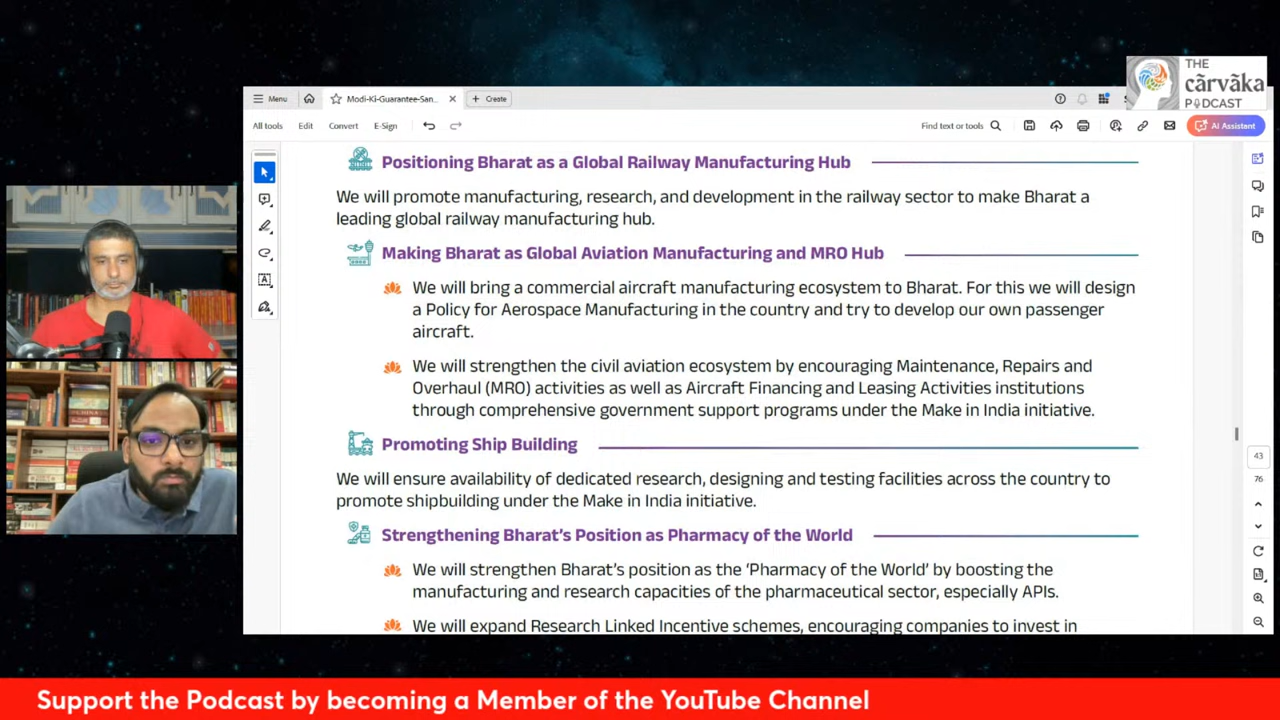 THE
cārvāka
PODCAST
Menu
Modi-Ki-Guarantee-San...
Create
All tools
Edit
Convert
E-Sign
Find text or tools
AI Assistant
Positioning Bharat as a Global Railway Manufacturing Hub
We will promote manufacturing, research, and development in the railway sector to make Bharat a
leading global railway manufacturing hub.
Making Bharat as Global Aviation Manufacturing and MRO Hub
We will bring a commercial aircraft manufacturing ecosystem to Bharat. For this we will design
a Policy for Aerospace Manufacturing in the country and try to develop our own passenger
aircraft.
We will strengthen the civil aviation ecosystem by encouraging Maintenance, Repairs and
Overhaul (MRO) activities as well as Aircraft Financing and Leasing Activities institutions
through comprehensive government support programs under the Make in India initiative.
Promoting Ship Building
We will ensure availability of dedicated research, designing and testing facilities across the country to
promote shipbuilding under the Make in India initiative.
Strengthening Bharat's Position as Pharmacy of the World
We will strengthen Bharat's position as the 'Pharmacy of the World' by boosting the
manufacturing and research capacities of the pharmaceutical sector, especially APIs.
We will expand Research Linked Incentive schemes, encouraging companies to invest in
43
76
Support the Podcast by becoming a Member of the YouTube Channel